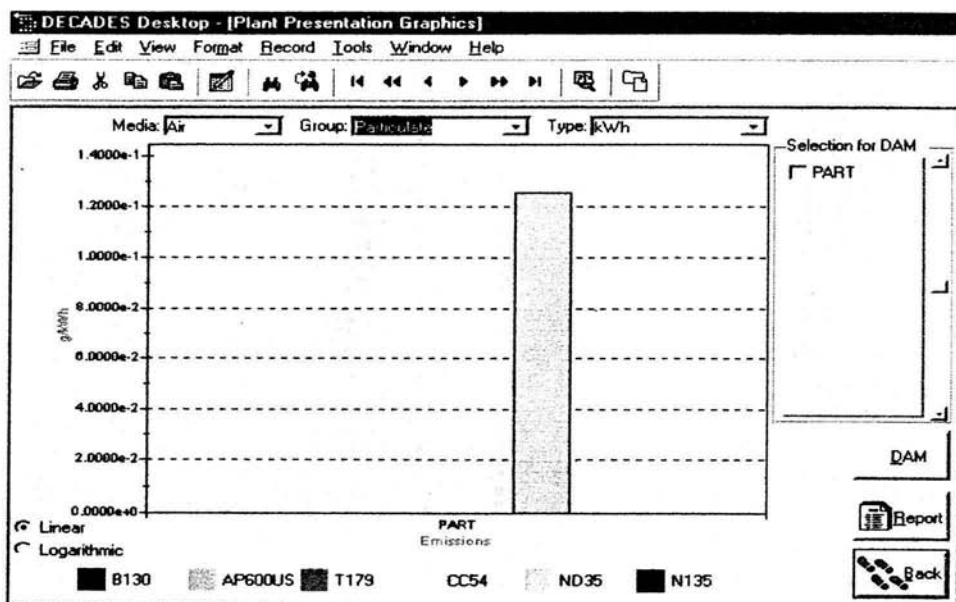 DECADES Desktop - [Plant Presentation Graphics]
File Edit View Format Record Tools Window Help
Media: Air Group: Particulate Type: kWh
Selection for DAM
PART
1.4000e-1
1.2000e-1
1.0000e-1
8.0000e-2
6.0000e-2
4.0000e-2
2.0000e-2
0.0000e+0
g/kWh
PART
Emissions
DAM
Report
Back
Linear
Logarithmic
B130 AP600US T179 CC54 ND35 N135